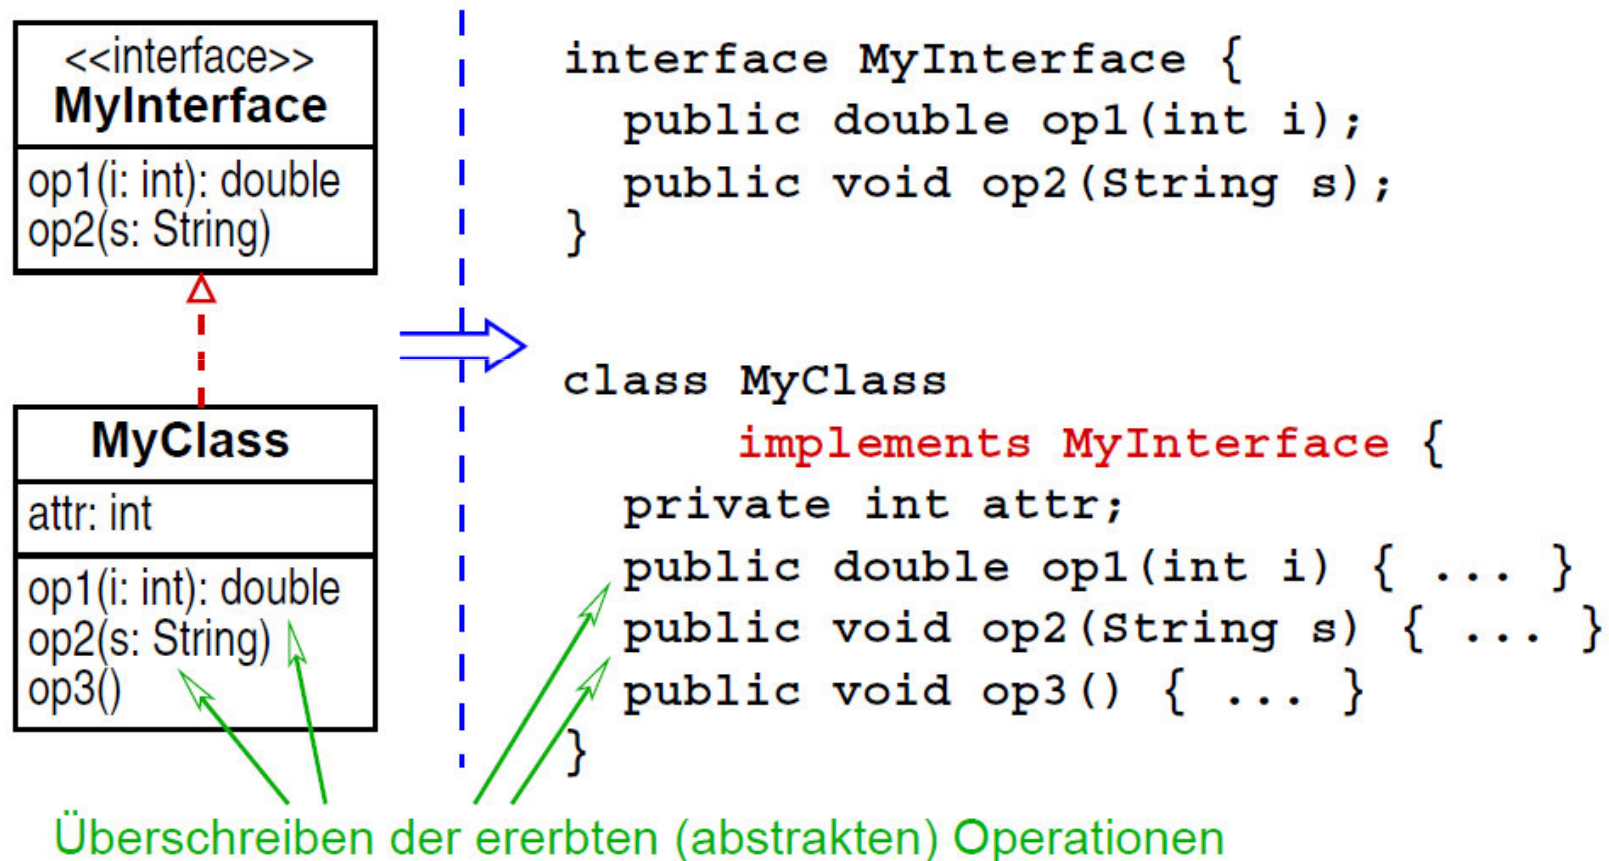 <<interface>>
MyInterface
op1(i: int): double
op2(s: String)
MyClass
attr: int
op1(i: int): double
op2(s: String)
op3()
interface MyInterface {
public double op1(int i);
public void op2(String s);
}
class MyClass
implements MyInterface {
private int attr;
public double op1(int i) { ... }
public void op2(String s) { ... }
public void op3() { ... }
}
Überschreiben der ererbten (abstrakten) Operationen